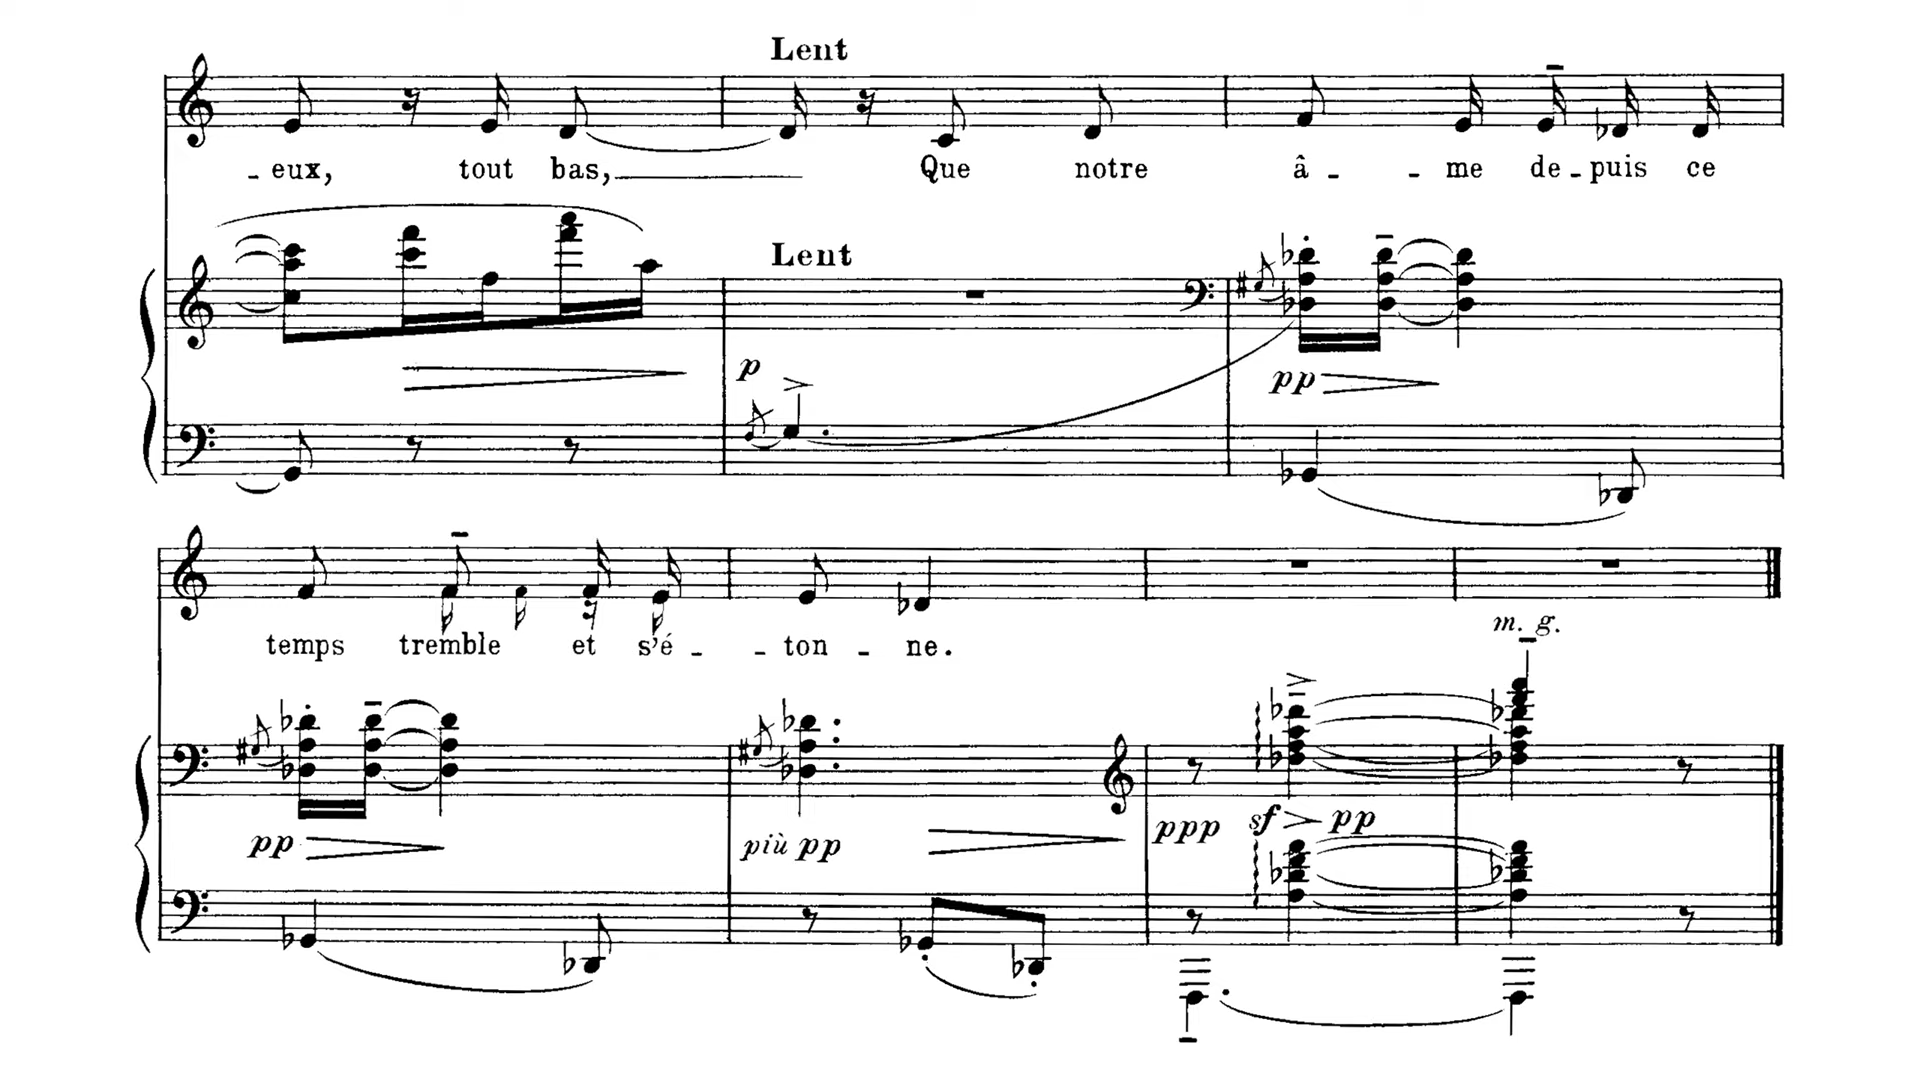 Lent
_ eux, tout bas,___ Que notre â - - me de - puis ce
Lent
p
pp
temps tremble et s'é - - ton - ne.
m. g.
pp
più pp
ppp
sf > pp